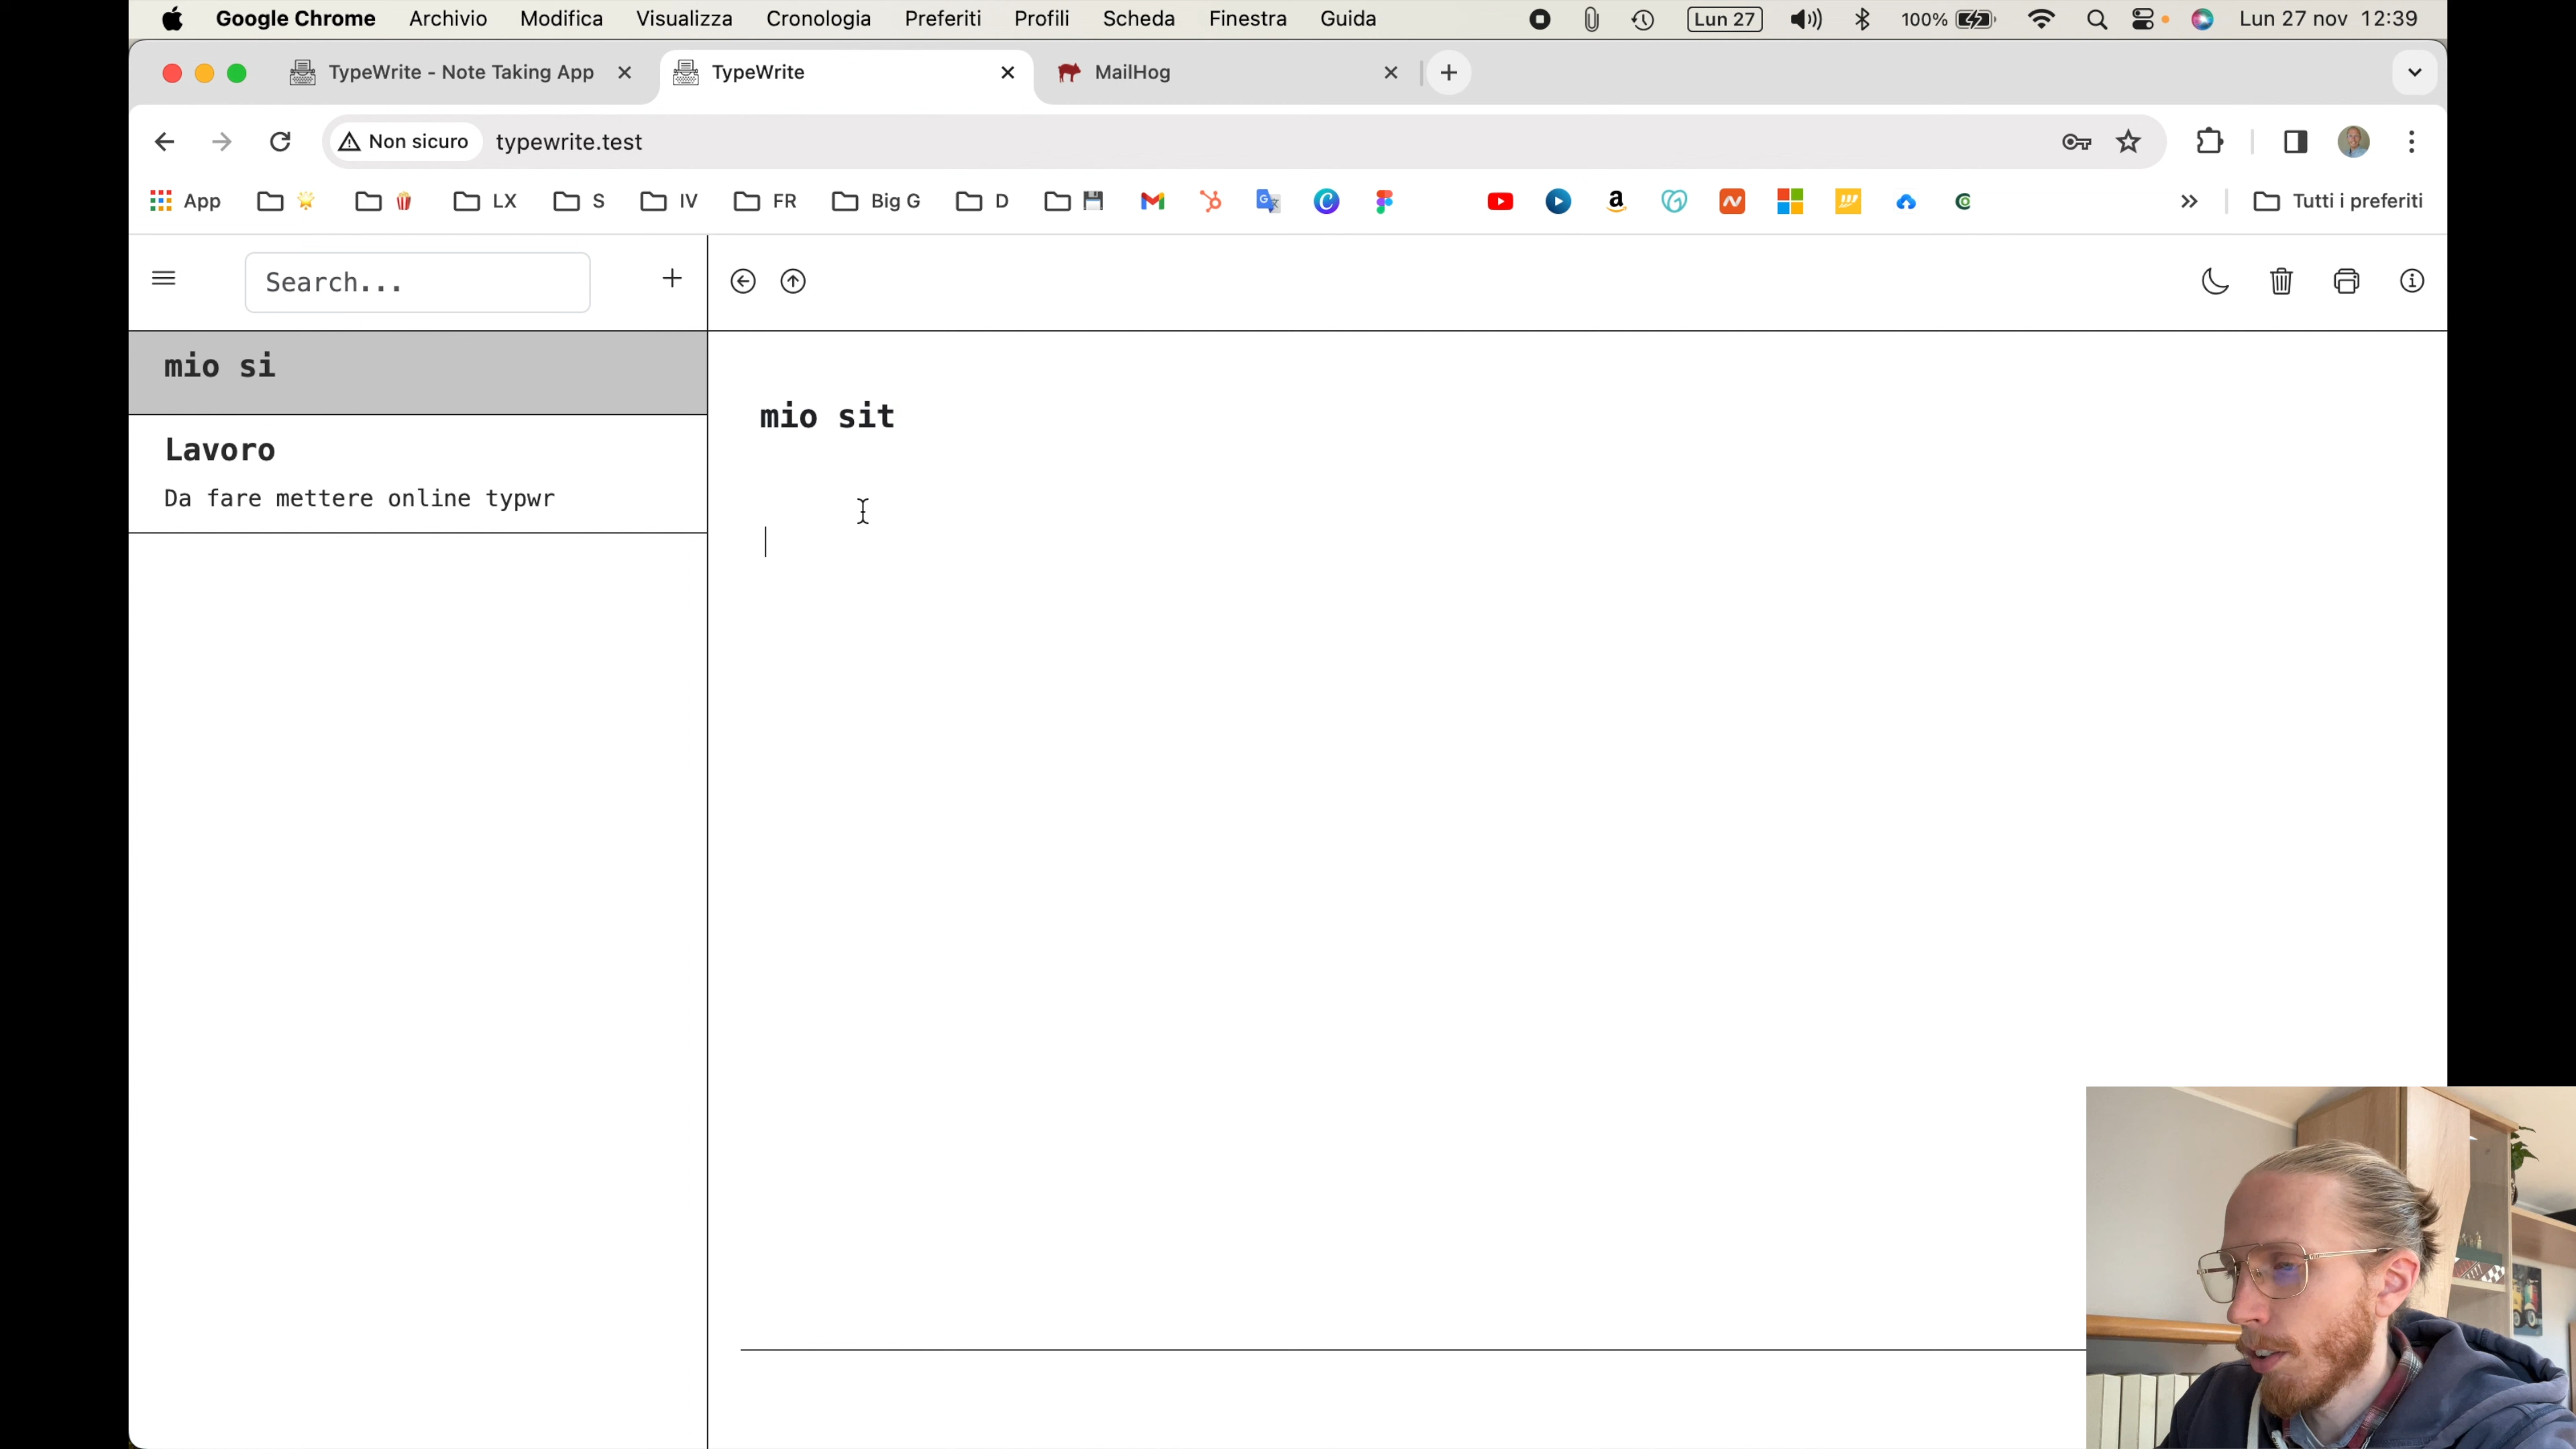 Google Chrome Archivio Modifica Visualizza Cronologia Preferiti Profili Scheda Finestra Guida Lun 27 100% Lun 27 nov 12:39
TypeWrite - Note Taking App TypeWrite MailHog
Non sicuro typewrite.test
App LX S IV FR Big G D Tutti i preferiti
Search...
mio si
mio sit
Lavoro
Da fare mettere online typwr